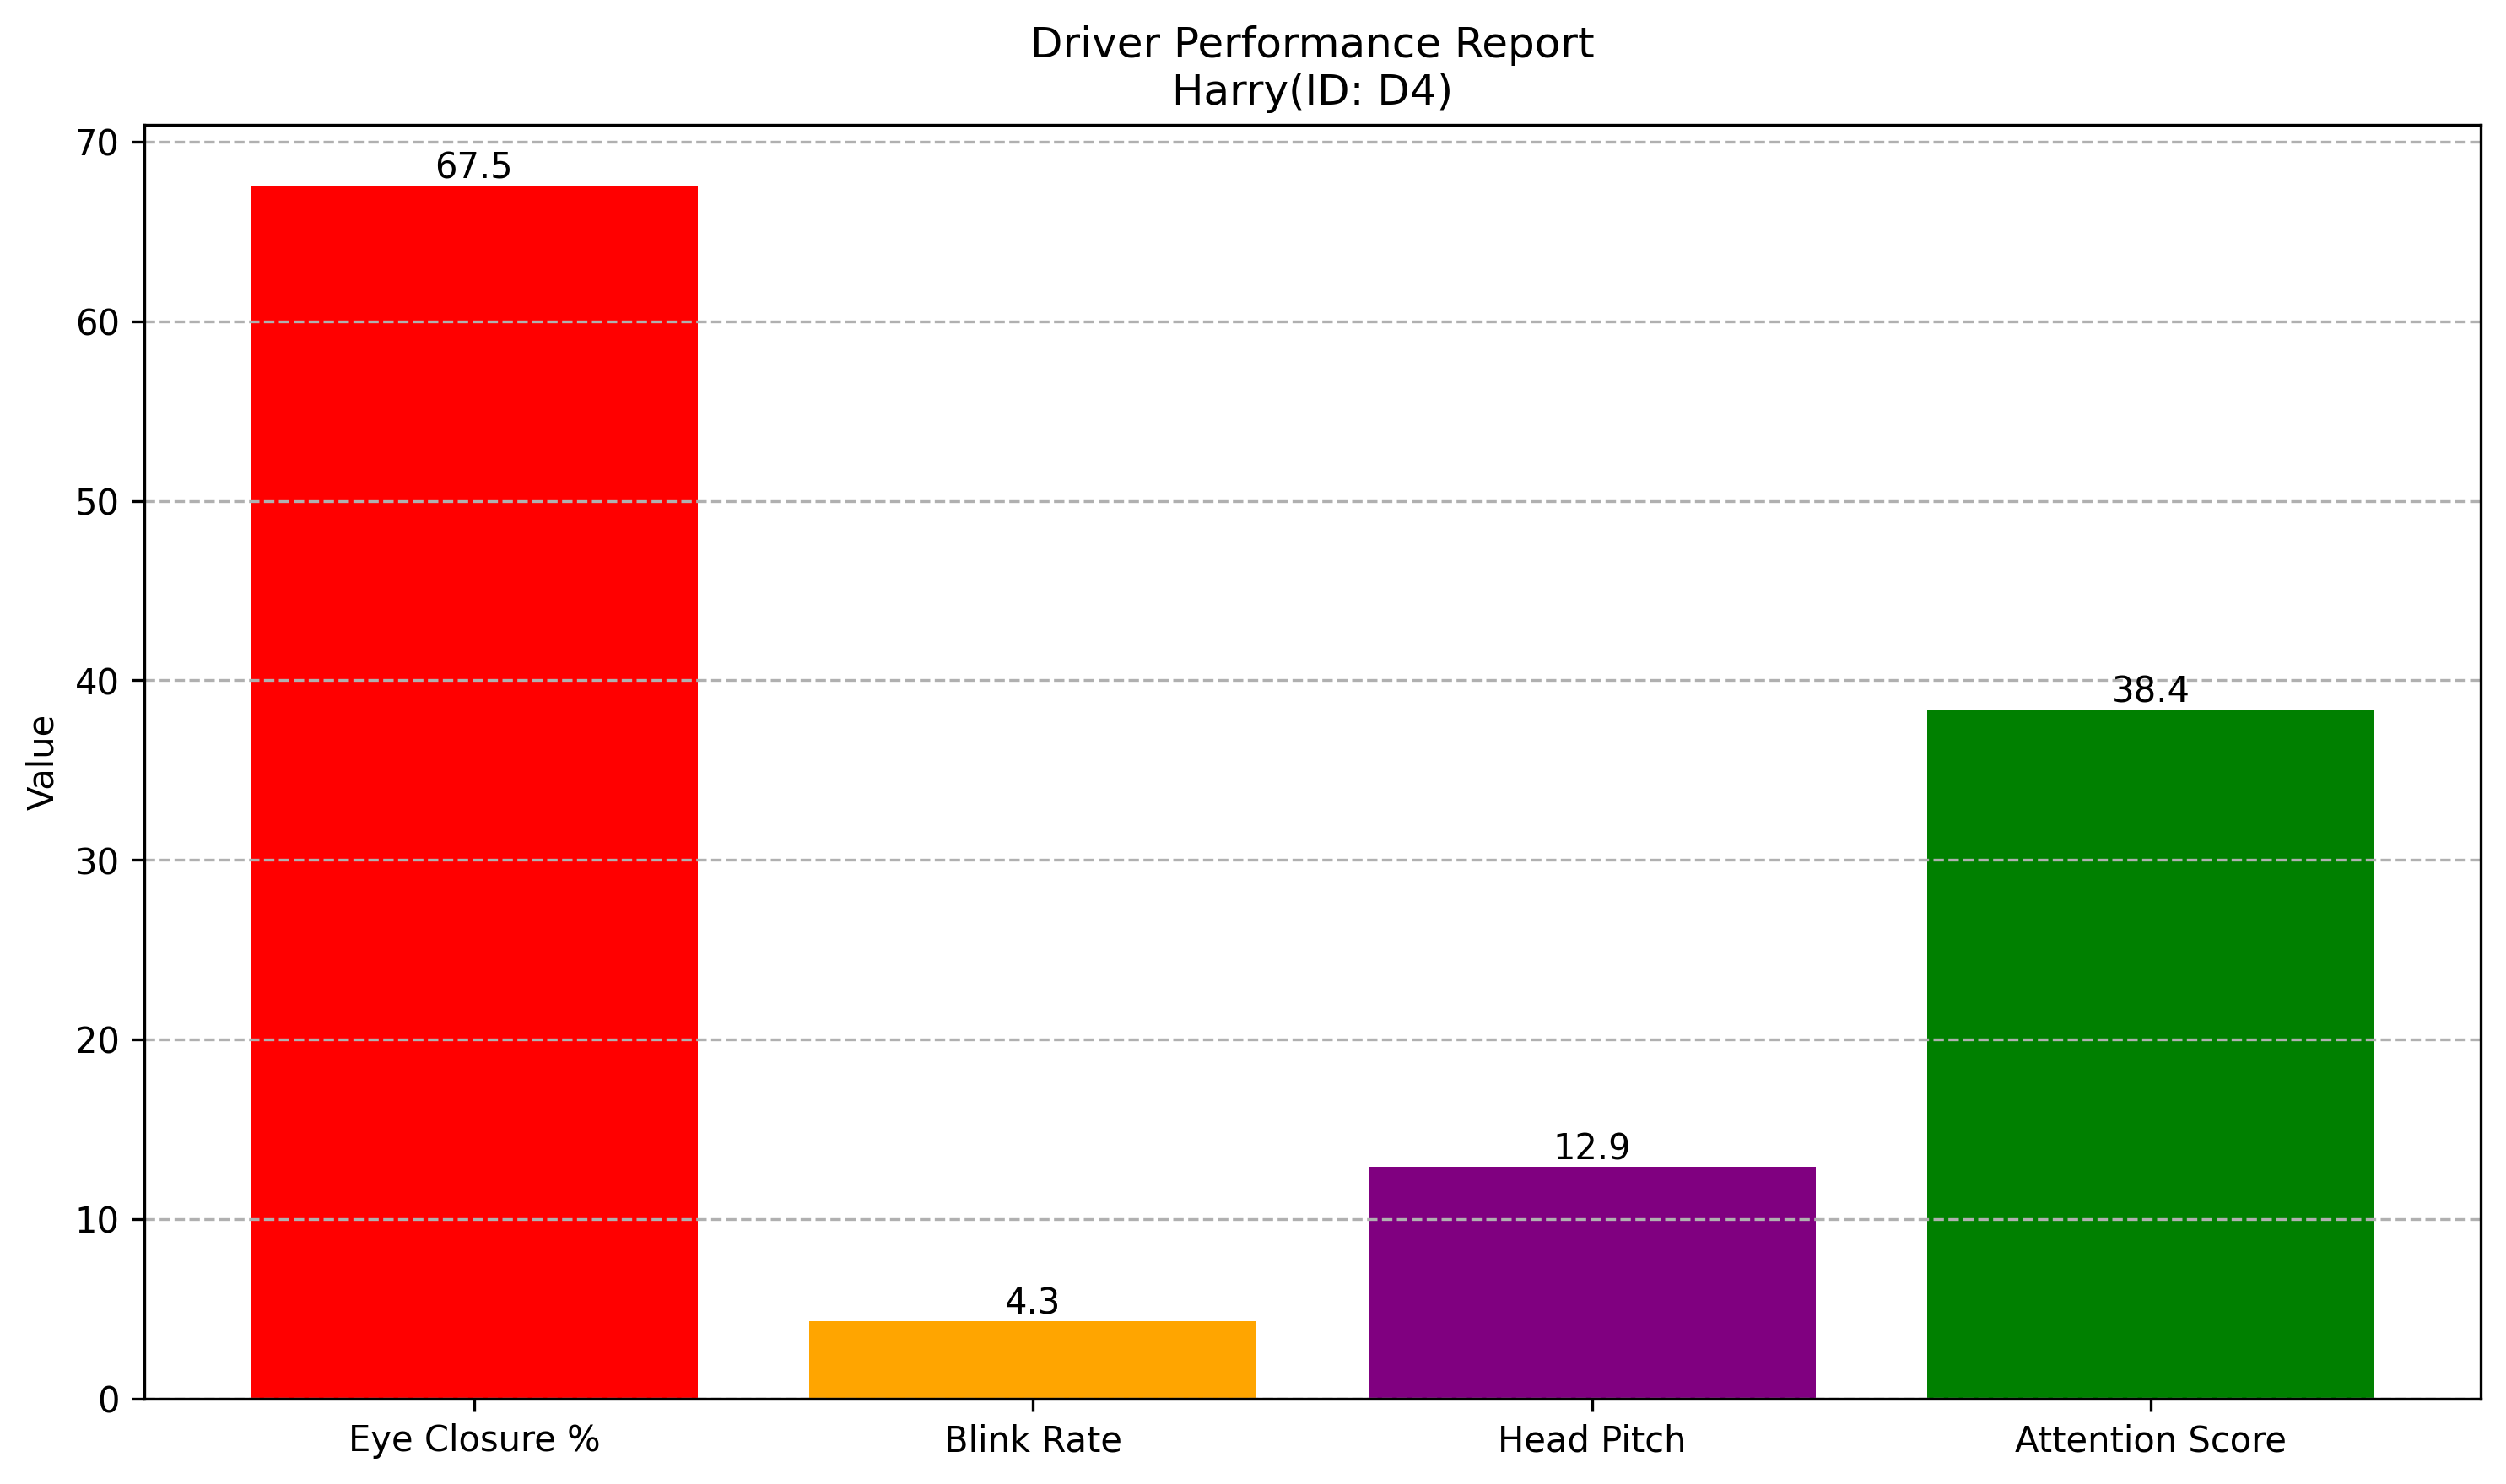 Driver Performance Report
Harry(ID: D4)
70
60
50
40
30
20
10
0
Value
67.5
4.3
12.9
38.4
Eye Closure %
Blink Rate
Head Pitch
Attention Score